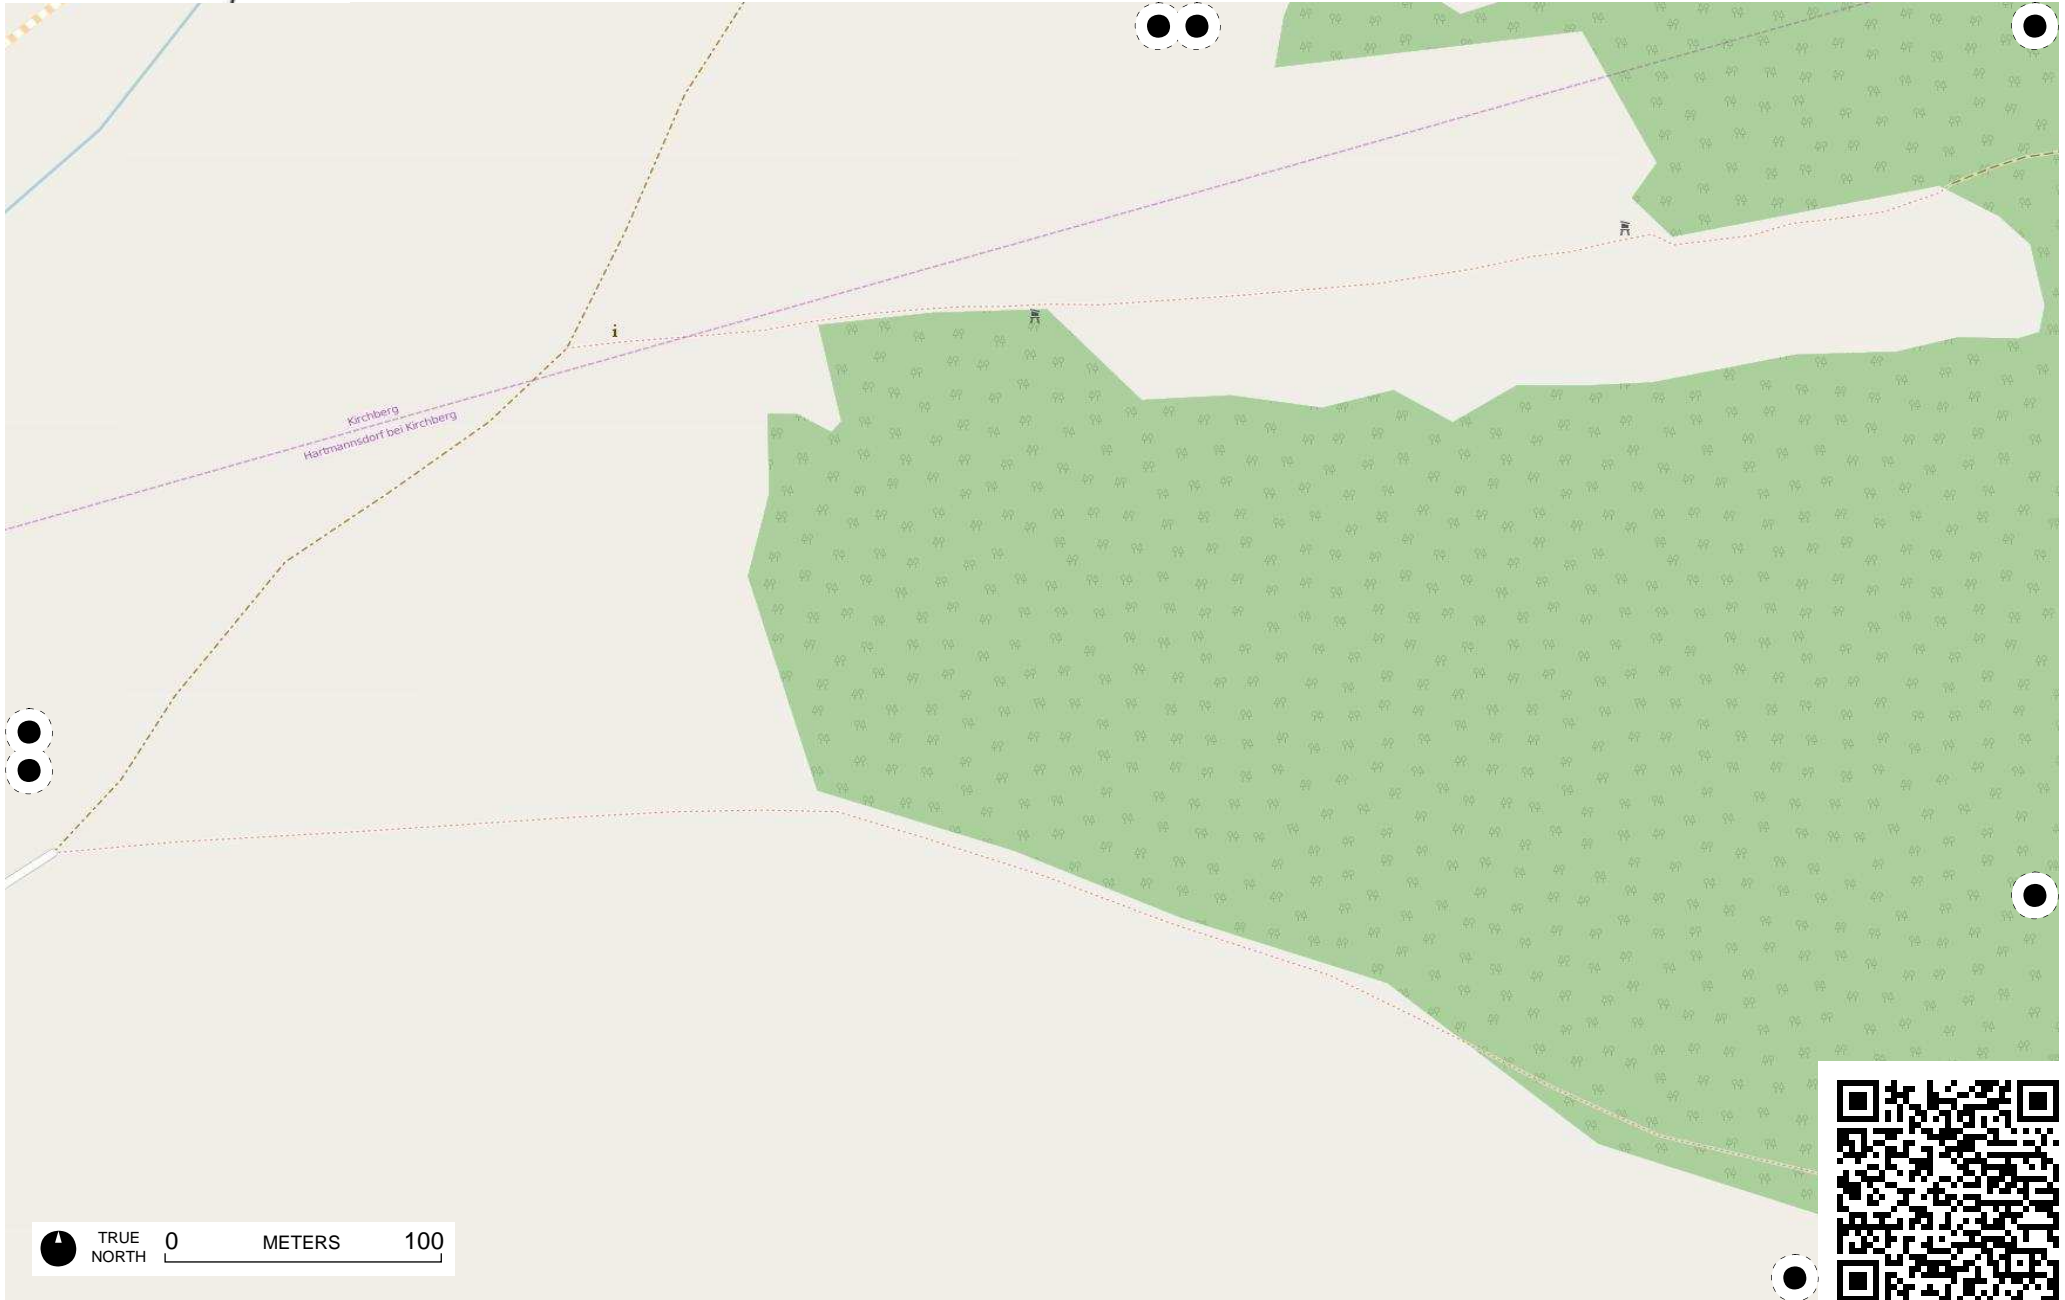 i
Kirchberg
Hartmannsdorf bei Kirchberg
TRUE
NORTH
0 METERS 100